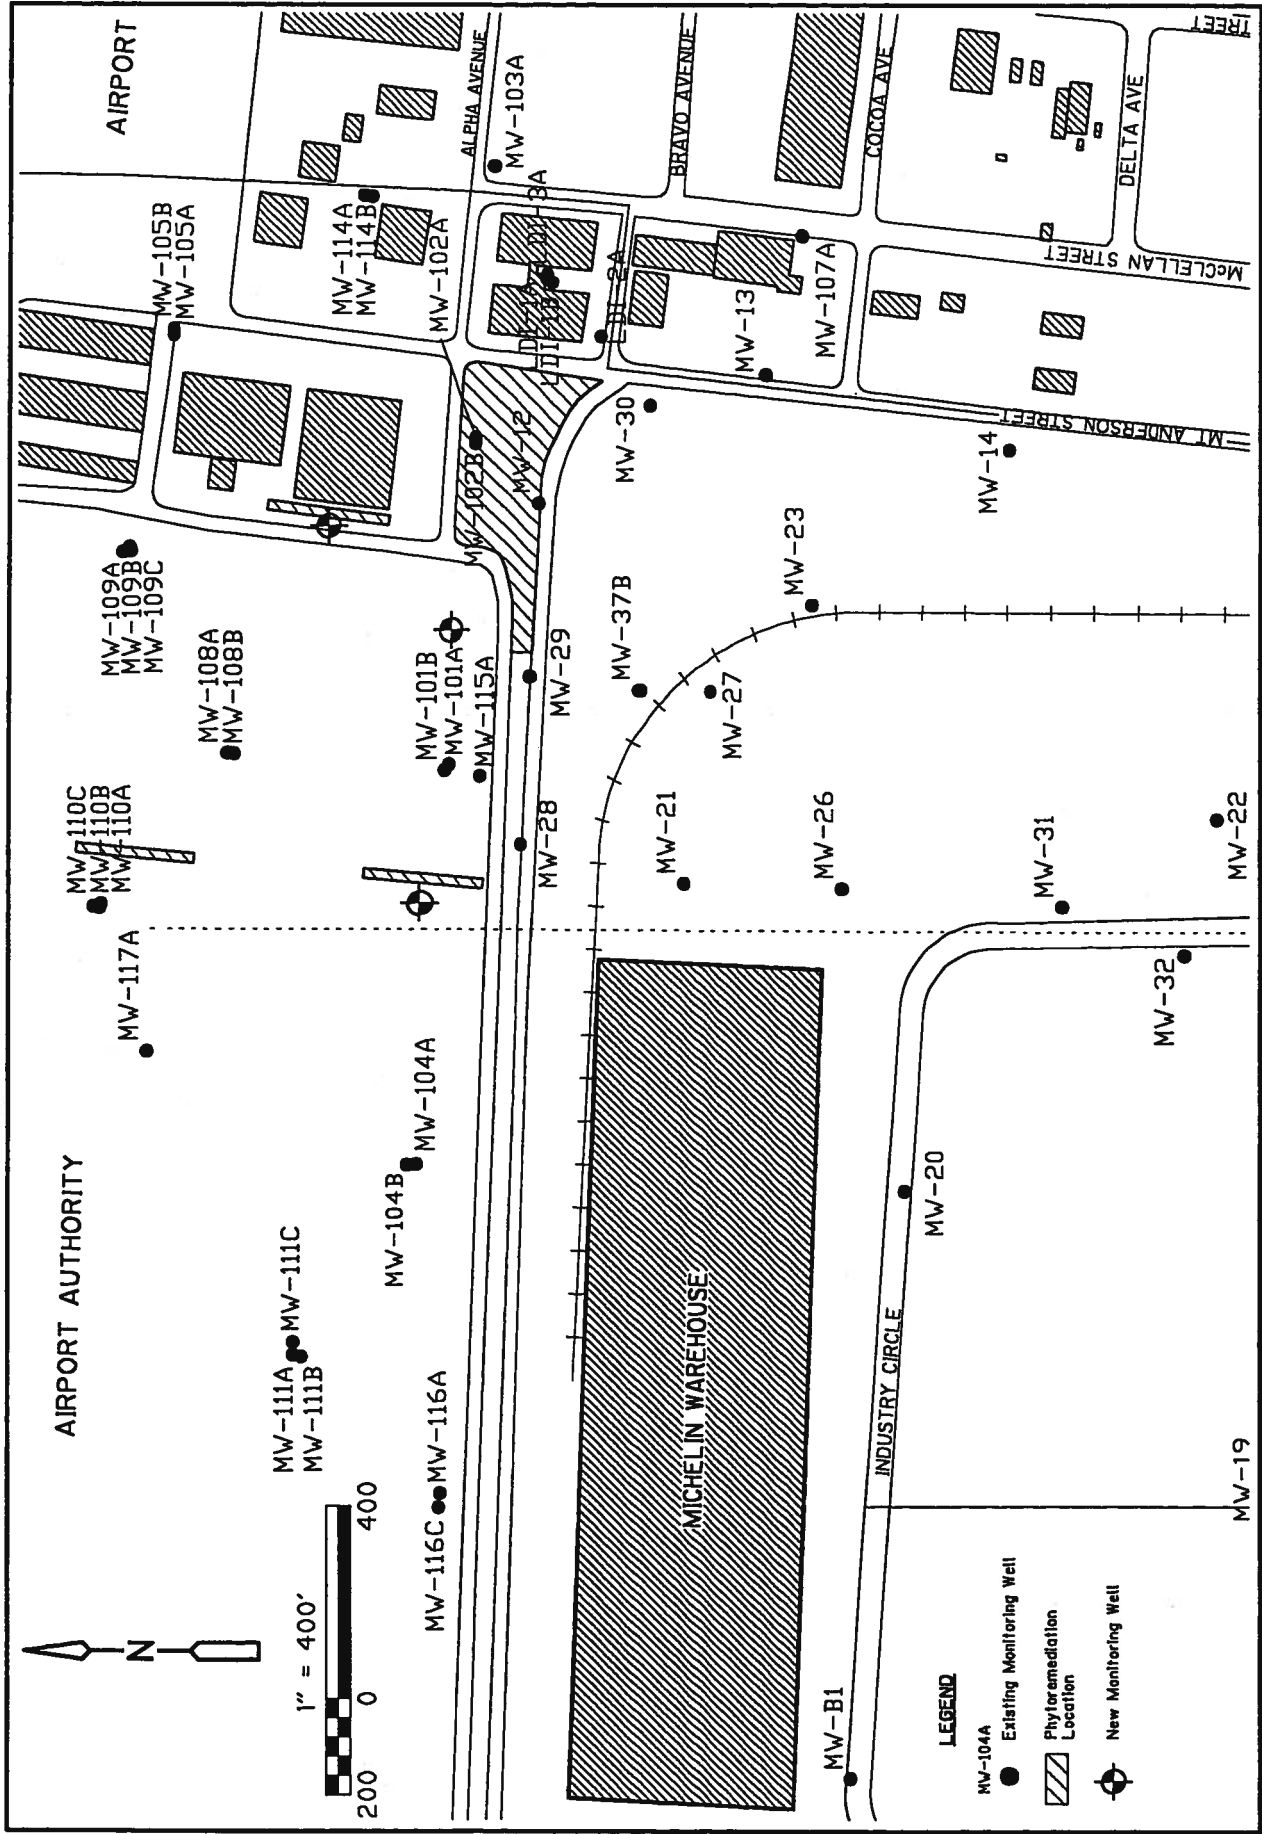 AIRPORT
AIRPORT AUTHORITY
N
1" = 400'
200
0
400
MW-105B
MW-105A
MW-114A
MW-114B
MW-102A
ALPHA AVENUE
MW-103A
BRAVO AVENUE
COCOA AVE
DELTA AVE
TREET
McCLELLAN STREET
MT ANDERSON STREET
LDI-1B
MW-107A
MW-13
MW-12
MW-102B
MW-30
MW-14
MW-23
MW-37B
MW-27
MW-29
MW-109A
MW-109B
MW-109C
MW-108A
MW-108B
MW-101B
MW-101A
MW-115A
MW-110C
MW-110B
MW-110A
MW-28
MW-21
MW-26
MW-31
MW-22
MW-32
MW-117A
MW-104A
MW-104B
MW-111C
MW-111A
MW-111B
MW-116A
MW-116C
MICHELIN WAREHOUSE
MW-20
INDUSTRY CIRCLE
MW-19
MW-B1
LEGEND
MW-104A
Existing Monitoring Well
Phytoremediation
Location
New Monitoring Well